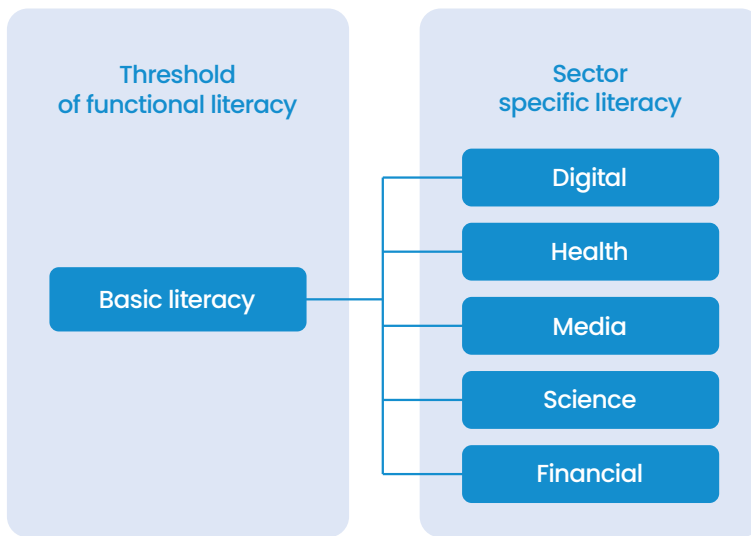 Threshold
of functional literacy
Basic literacy
Sector
specific literacy
Digital
Health
Media
Science
Financial